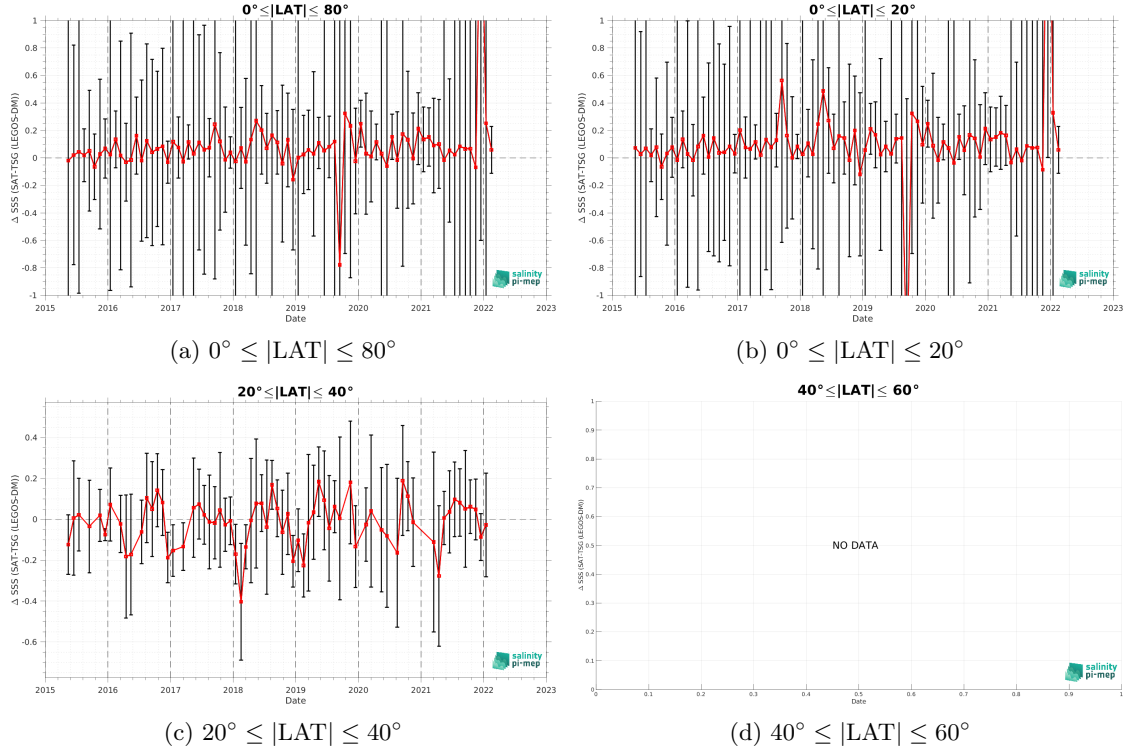 0°≤|LAT|≤ 80°
Δ SSS (SAT-TSG (LEGOS-DM))
1
0.8
0.6
0.4
0.2
0
-0.2
-0.4
-0.6
-0.8
-1
2015 2016 2017 2018 2019 2020 2021 2022 2023
Date
salinity
pi-mep
(a) 0° ≤ |LAT| ≤ 80°
0°≤|LAT|≤ 20°
Δ SSS (SAT-TSG (LEGOS-DM))
1
0.8
0.6
0.4
0.2
0
-0.2
-0.4
-0.6
-0.8
-1
2015 2016 2017 2018 2019 2020 2021 2022 2023
Date
salinity
pi-mep
(b) 0° ≤ |LAT| ≤ 20°
20°≤|LAT|≤ 40°
Δ SSS (SAT-TSG (LEGOS-DM))
0.4
0.2
0
-0.2
-0.4
-0.6
2015 2016 2017 2018 2019 2020 2021 2022 2023
Date
salinity
pi-mep
(c) 20° ≤ |LAT| ≤ 40°
40°≤|LAT|≤ 60°
Δ SSS (SAT-TSG (LEGOS-DM))
1
0.9
0.8
0.7
0.6
0.5
0.4
0.3
0.2
0.1
0
NO DATA
0 0.1 0.2 0.3 0.4 0.5 0.6 0.7 0.8 0.9 1
Date
salinity
pi-mep
(d) 40° ≤ |LAT| ≤ 60°